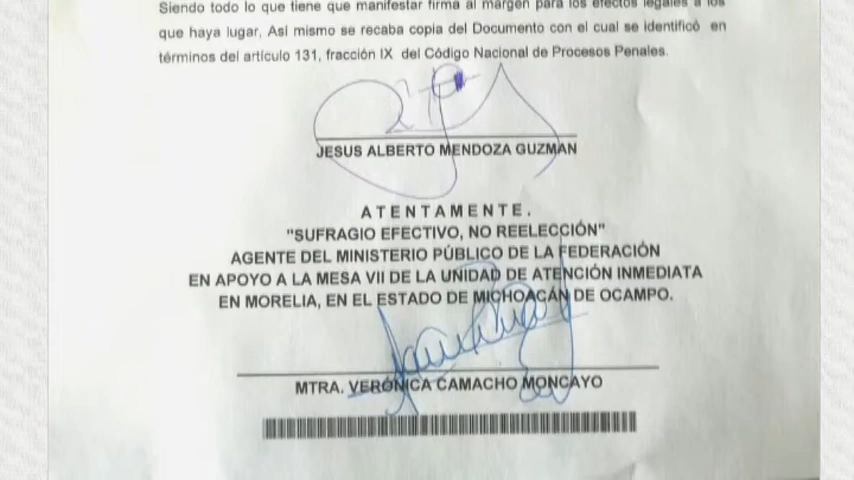 Siendo todo lo que tiene que manifestar firma al margen para los efectos legales a los
que haya lugar, Así mismo se recaba copia del Documento con el cual se identificó en
términos del artículo 131, fracción IX del Código Nacional de Procesos Penales.
JESUS ALBERTO MENDOZA GUZMAN
ATENTAMENTE.
"SUFRAGIO EFECTIVO, NO REELECCIÓN"
AGENTE DEL MINISTERIO PÚBLICO DE LA FEDERACIÓN
EN APOYO A LA MESA VII DE LA UNIDAD DE ATENCIÓN INMEDIATA
EN MORELIA, EN EL ESTADO DE MICHOACÁN DE OCAMPO.
MTRA. VERÓNICA CAMACHO MONCAYO